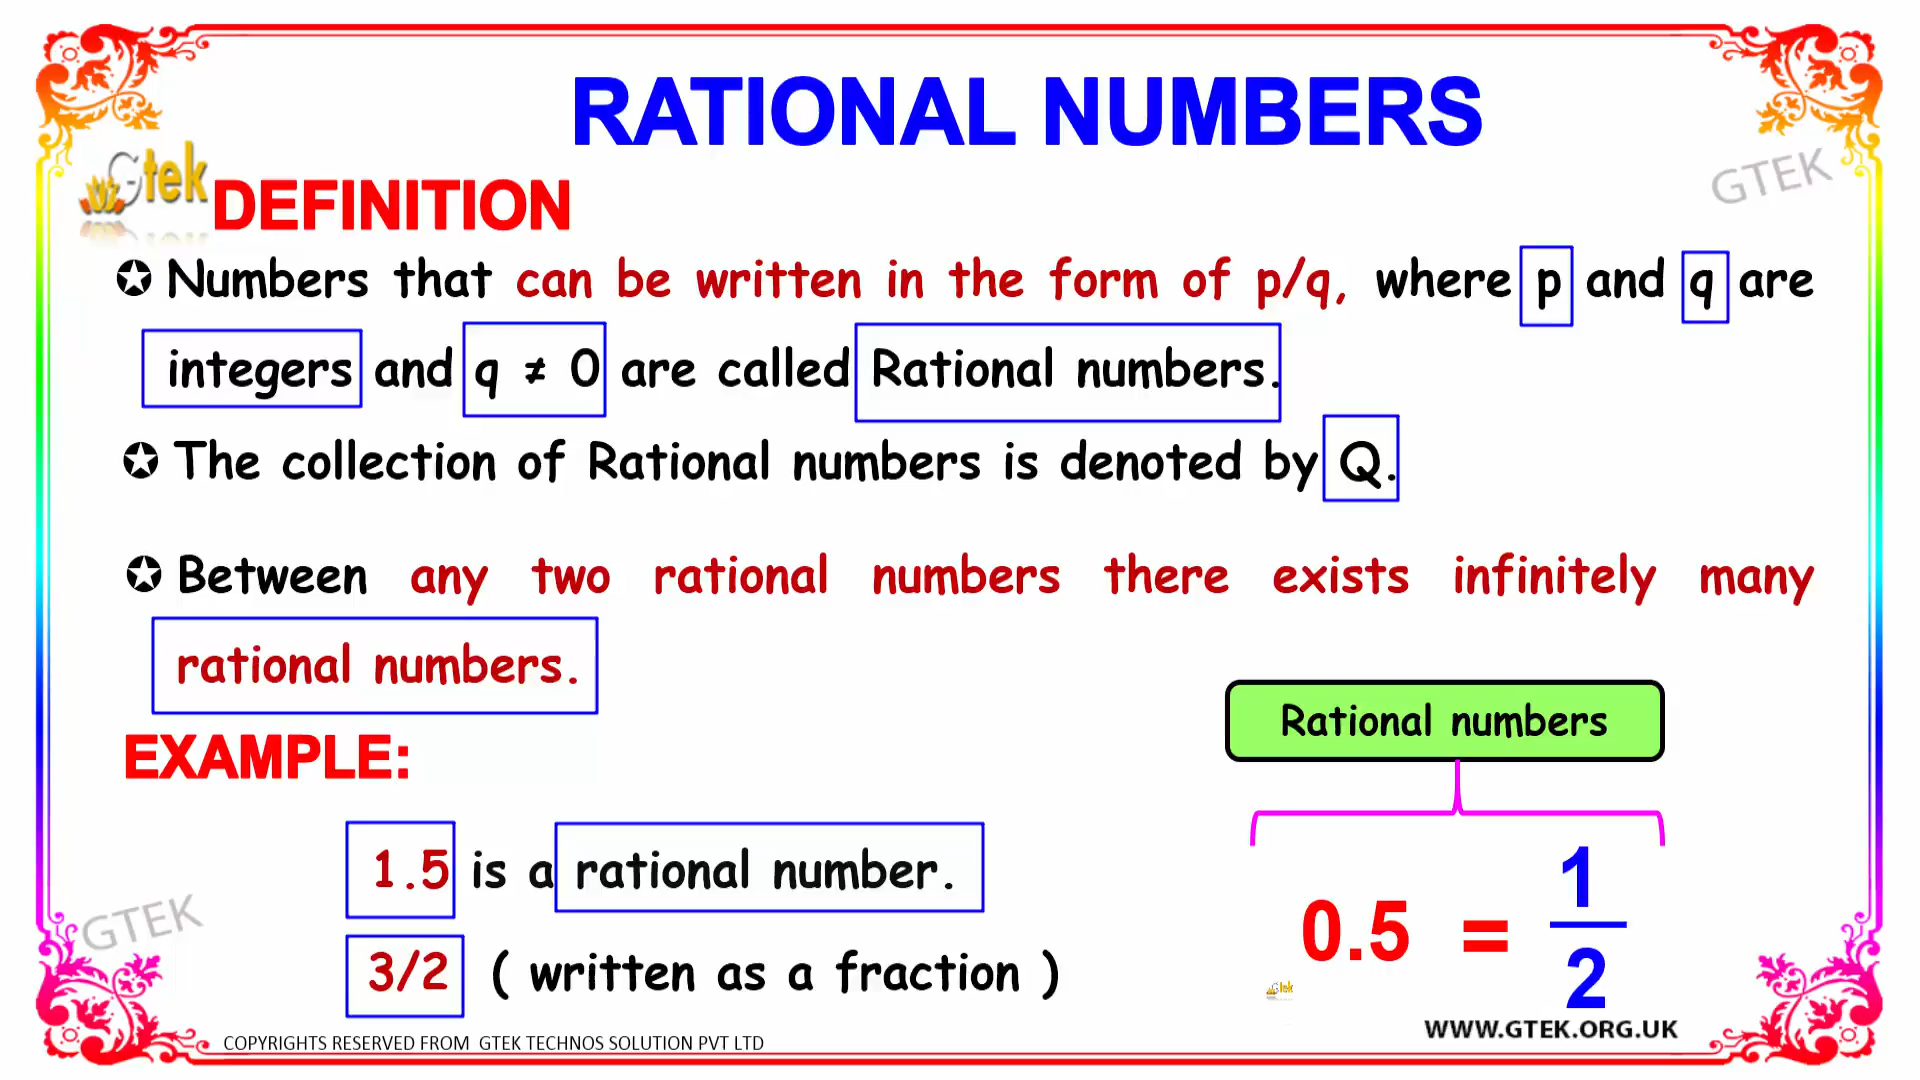 RATIONAL NUMBERS
Gtek
GTEK
DEFINITION
✪ Numbers that can be written in the form of p/q, where p and q are
integers and q ≠ 0 are called Rational numbers.
✪ The collection of Rational numbers is denoted by Q.
✪ Between any two rational numbers there exists infinitely many
rational numbers.
Rational numbers
EXAMPLE:
1.5 is a rational number.
3/2 ( written as a fraction )
0.5 = 1
2
GTEK
Gtek
WWW.GTEK.ORG.UK
COPYRIGHTS RESERVED FROM GTEK TECHNOS SOLUTION PVT LTD